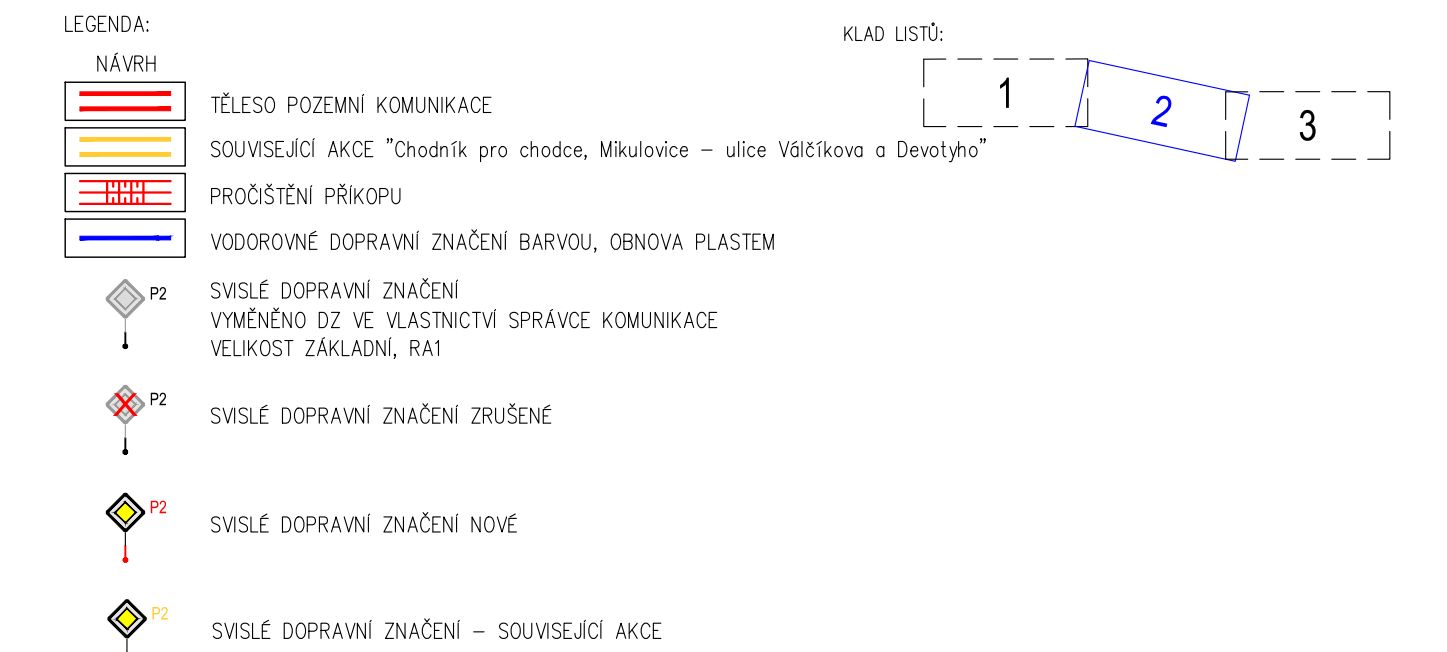 LEGENDA:
NÁVRH
TĚLESO POZEMNÍ KOMUNIKACE
SOUVISEJÍCÍ AKCE "Chodník pro chodce, Mikulovice – ulice Válčíkova a Devotyho"
PROČIŠTĚNÍ PŘÍKOPU
VODOROVNÉ DOPRAVNÍ ZNAČENÍ BARVOU, OBNOVA PLASTEM
P2
SVISLÉ DOPRAVNÍ ZNAČENÍ
VYMĚNĚNO DZ VE VLASTNICTVÍ SPRÁVCE KOMUNIKACE
VELIKOST ZÁKLADNÍ, RA1
P2
SVISLÉ DOPRAVNÍ ZNAČENÍ ZRUŠENÉ
P2
SVISLÉ DOPRAVNÍ ZNAČENÍ NOVÉ
P2
SVISLÉ DOPRAVNÍ ZNAČENÍ – SOUVISEJÍCÍ AKCE
KLAD LISTŮ:
1
2
3